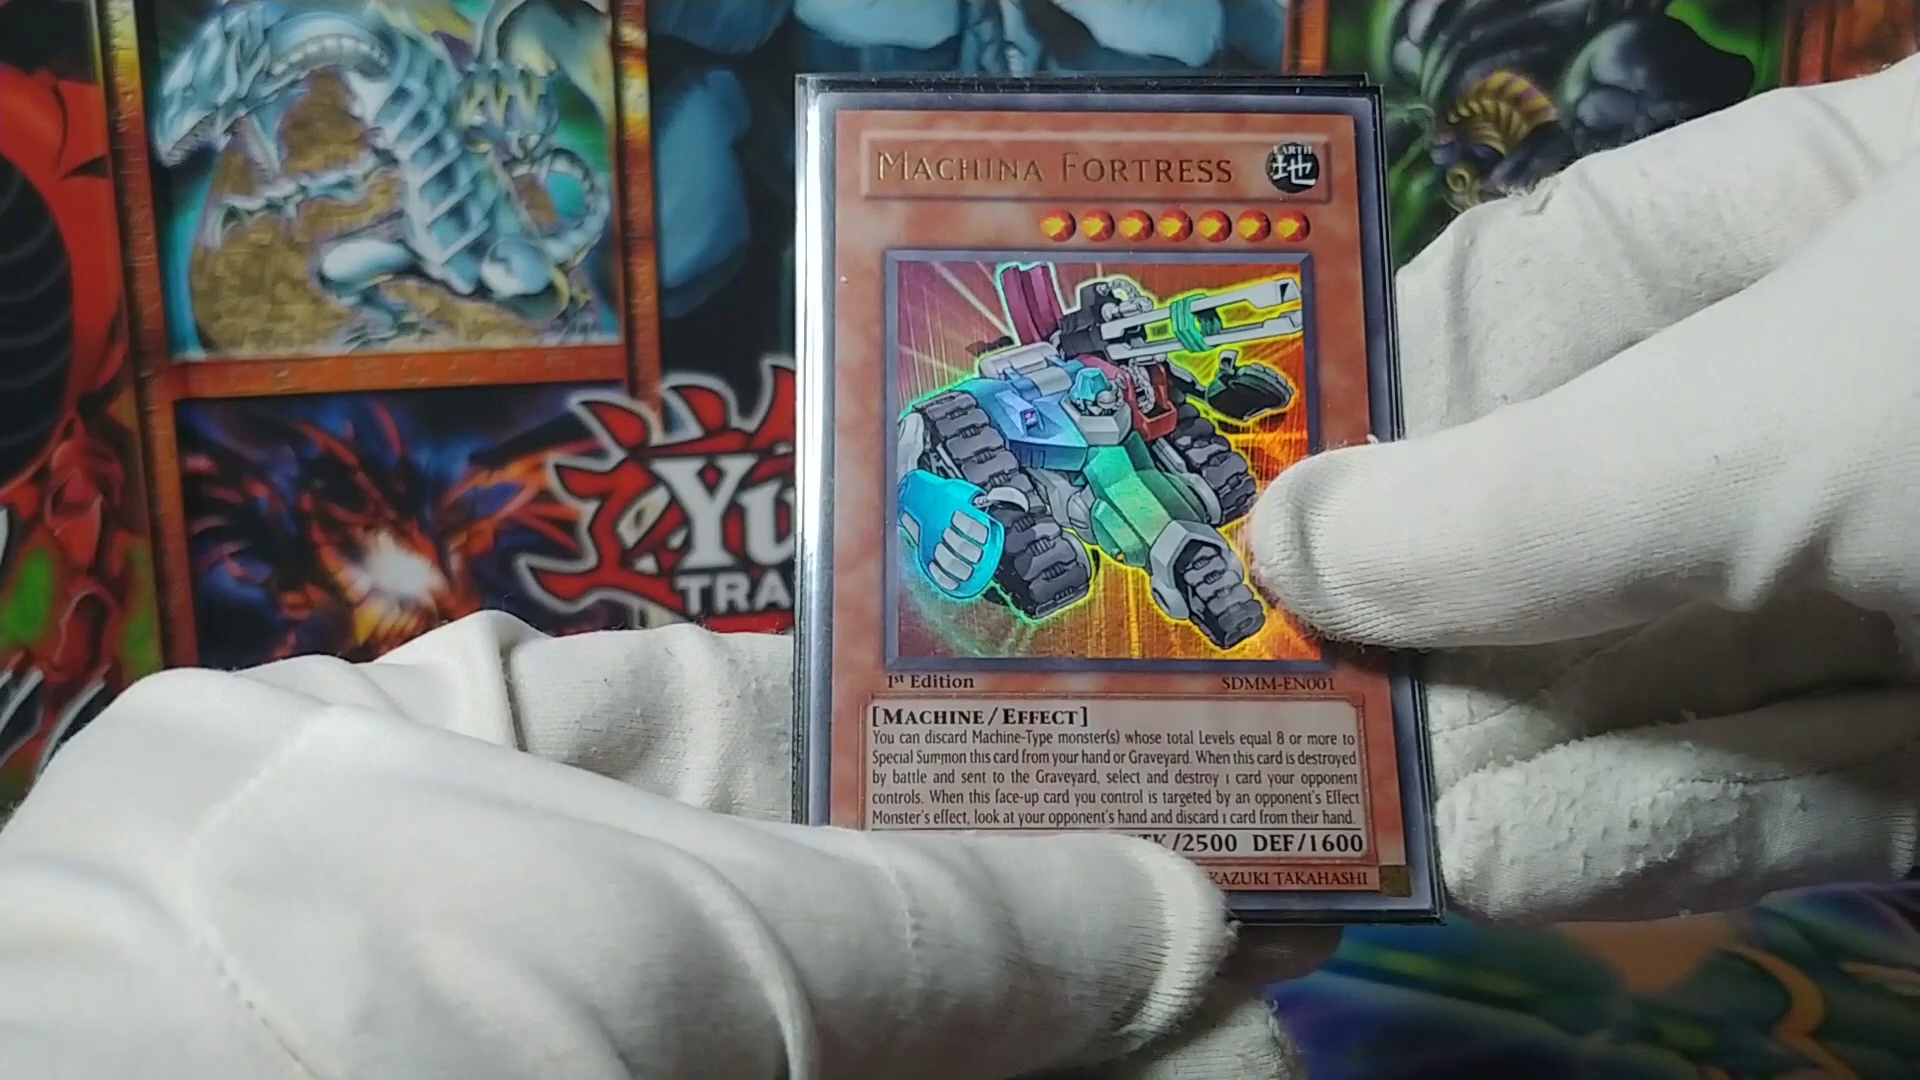 MACHINA FORTRESS
EARTH
地
1st Edition
SDMM-EN001
[MACHINE/EFFECT]
You can discard Machine-Type monster(s) whose total Levels equal 8 or more to
Special Summon this card from your hand or Graveyard. When this card is destroyed
by battle and sent to the Graveyard, select and destroy 1 card your opponent
controls. When this face-up card you control is targeted by an opponent's Effect
Monster's effect, look at your opponent's hand and discard 1 card from their hand.
/2500 DEF/1600
KAZUKI TAKAHASHI